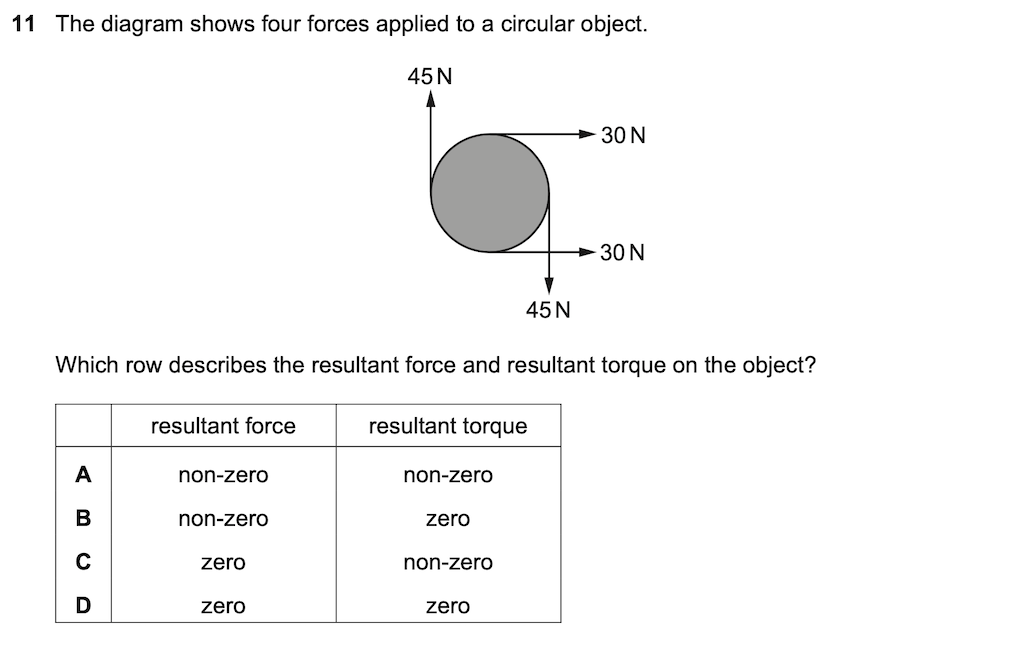 11 The diagram shows four forces applied to a circular object.
45 N
30 N
30 N
45 N
Which row describes the resultant force and resultant torque on the object?
resultant force resultant torque
A non-zero non-zero
B non-zero zero
C zero non-zero
D zero zero